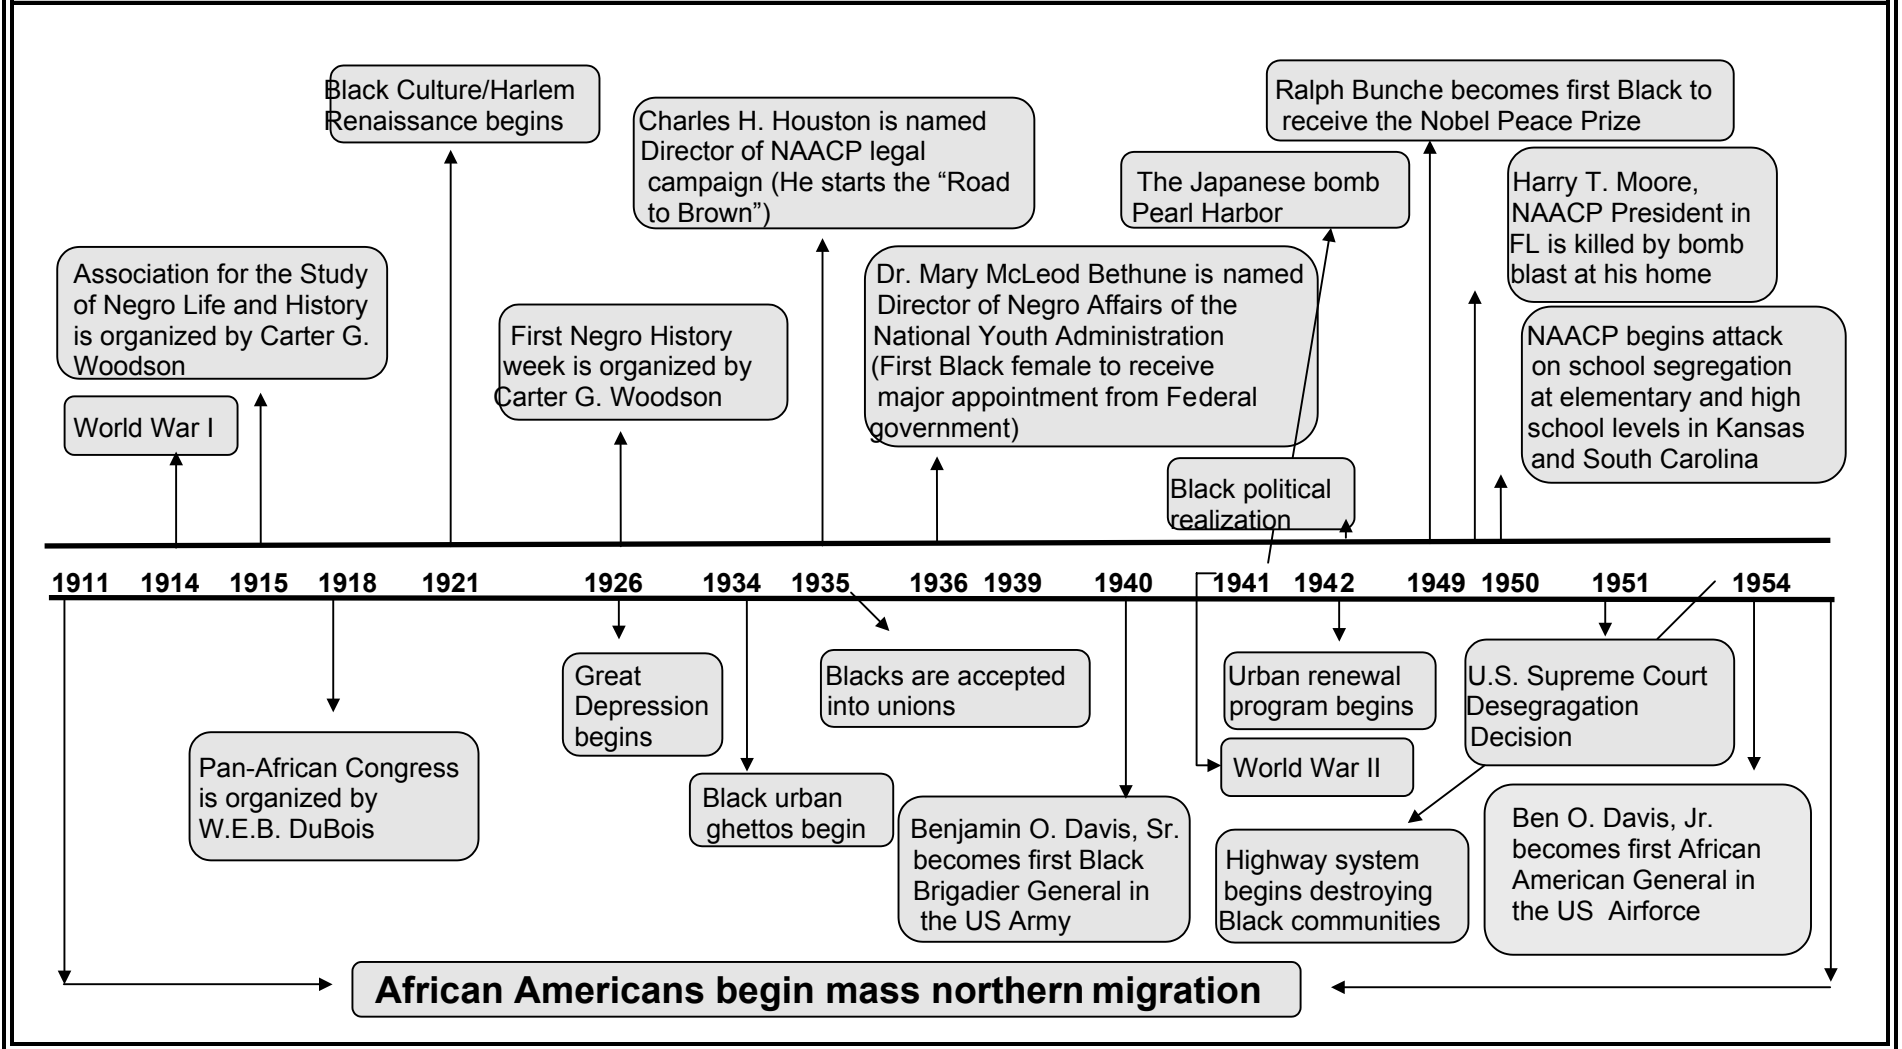 Black Culture/Harlem
Renaissance begins
Charles H. Houston is named
Director of NAACP legal
campaign (He starts the “Road
to Brown”)
Ralph Bunche becomes first Black to
receive the Nobel Peace Prize
The Japanese bomb
Pearl Harbor
Harry T. Moore,
NAACP President in
FL is killed by bomb
blast at his home
Association for the Study
of Negro Life and History
is organized by Carter G.
Woodson
World War I
First Negro History
week is organized by
Carter G. Woodson
Dr. Mary McLeod Bethune is named
Director of Negro Affairs of the
National Youth Administration
(First Black female to receive
major appointment from Federal
government)
Black political
realization
NAACP begins attack
on school segregation
at elementary and high
school levels in Kansas
and South Carolina
1911 1914 1915 1918 1921 1926 1934 1935 1936 1939 1940 1941 1942 1949 1950 1951 1954
Pan-African Congress
is organized by
W.E.B. DuBois
Great
Depression
begins
Black urban
ghettos begin
Blacks are accepted
into unions
Benjamin O. Davis, Sr.
becomes first Black
Brigadier General in
the US Army
Urban renewal
program begins
World War II
Highway system
begins destroying
Black communities
U.S. Supreme Court
Desegragation
Decision
Ben O. Davis, Jr.
becomes first African
American General in
the US Airforce
African Americans begin mass northern migration